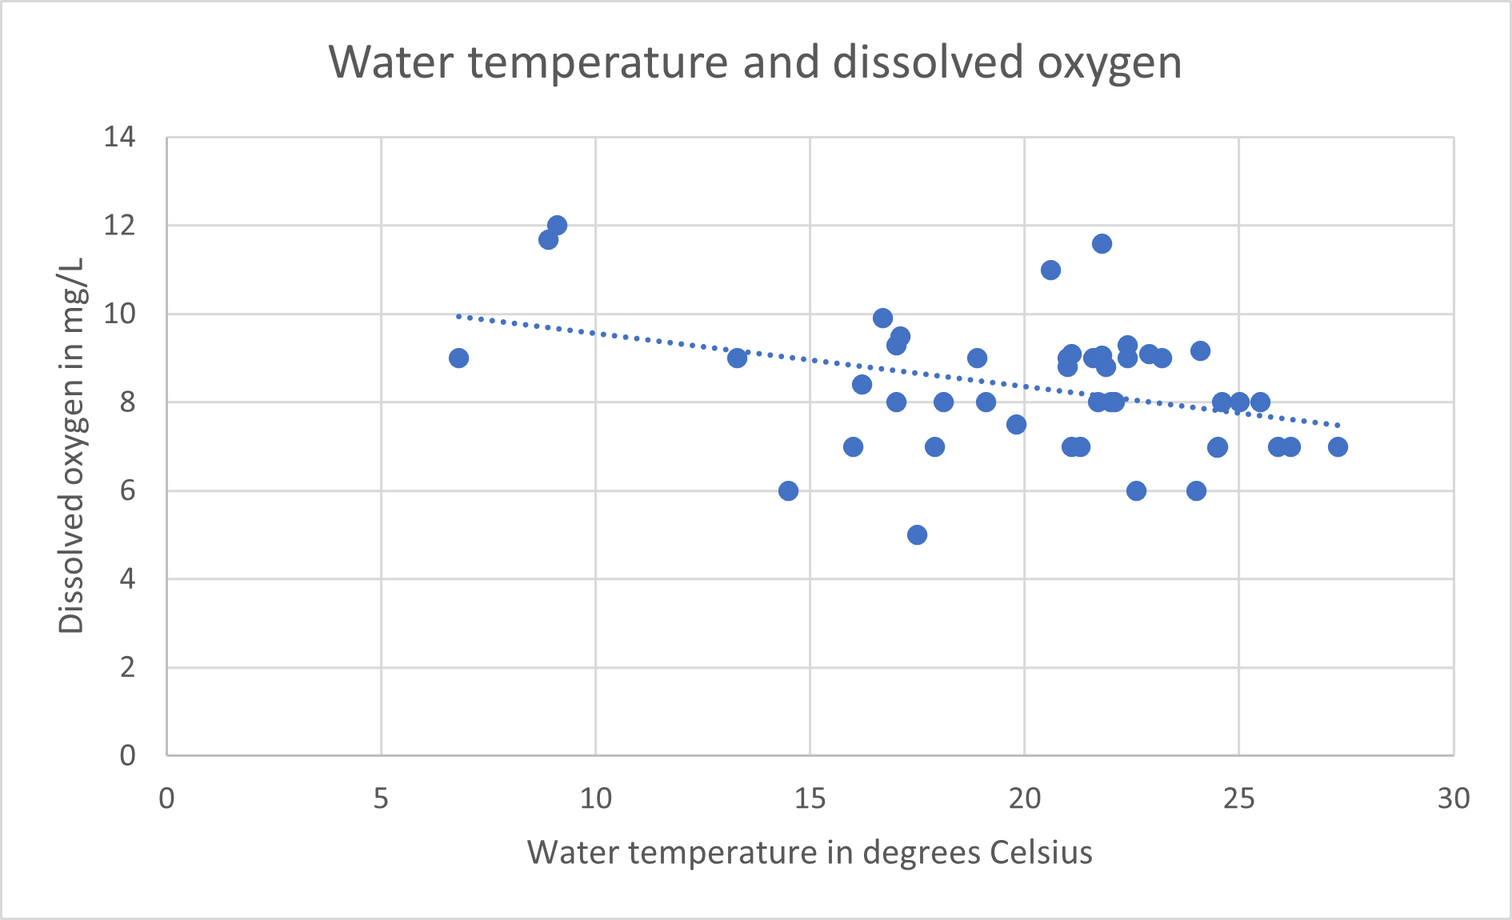 Water temperature and dissolved oxygen
Dissolved oxygen in mg/L
14
12
10
8
6
4
2
0
0 5 10 15 20 25 30
Water temperature in degrees Celsius